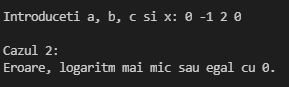 Introduceti a, b, c si x: 0 -1 2 0
Cazul 2:
Eroare, logaritm mai mic sau egal cu 0.